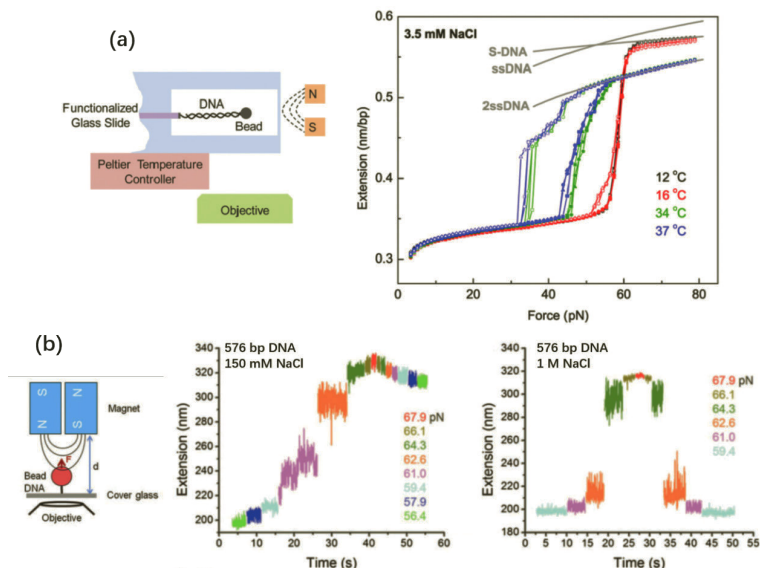 (a)
Functionalized
Glass Slide
DNA
Bead
N
S
Peltier Temperature
Controller
Objective
3.5 mM NaCl
S-DNA
ssDNA
2ssDNA
12 °C
16 °C
34 °C
37 °C
0.6
0.5
0.4
0.3
Extension (nm/bp)
0
20
40
60
80
Force (pN)
(b)
S
N
N
S
Magnet
F
d
Bead
DNA
Cover glass
Objective
576 bp DNA
150 mM NaCl
67.9 pN
66.1
64.3
62.6
61.0
59.4
57.9
56.4
340
320
300
280
260
240
220
200
Extension (nm)
0 10 20 30 40 50 60
Time (s)
576 bp DNA
1 M NaCl
67.9 pN
66.1
64.3
62.6
61.0
59.4
340
320
300
280
260
240
220
200
180
Extension (nm)
0 5 10 15 20 25 30 35 40 45 50 55
Time (s)